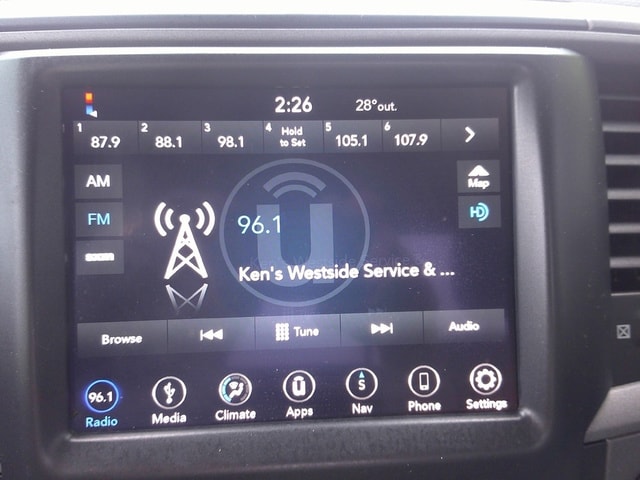 2:26 28°out.
1 87.9 2 88.1 3 98.1 4 Hold to Set 5 105.1 6 107.9
AM
Map
FM
HD
96.1
Ken's Westside Service & ...
Browse Tune Audio
96.1 S
Radio Media Climate Apps Nav Phone Settings